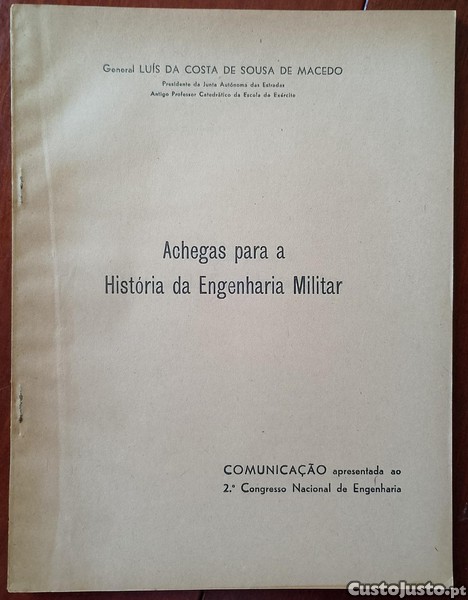 General LUÍS DA COSTA DE SOUSA DE MACEDO
Presidente da Junta Autónoma das Estradas
Antigo Professor Catedrático da Escola do Exército
Achegas para a
História da Engenharia Militar
COMUNICAÇÃO apresentada ao
2.º Congresso Nacional de Engenharia
CustoJusto.pt